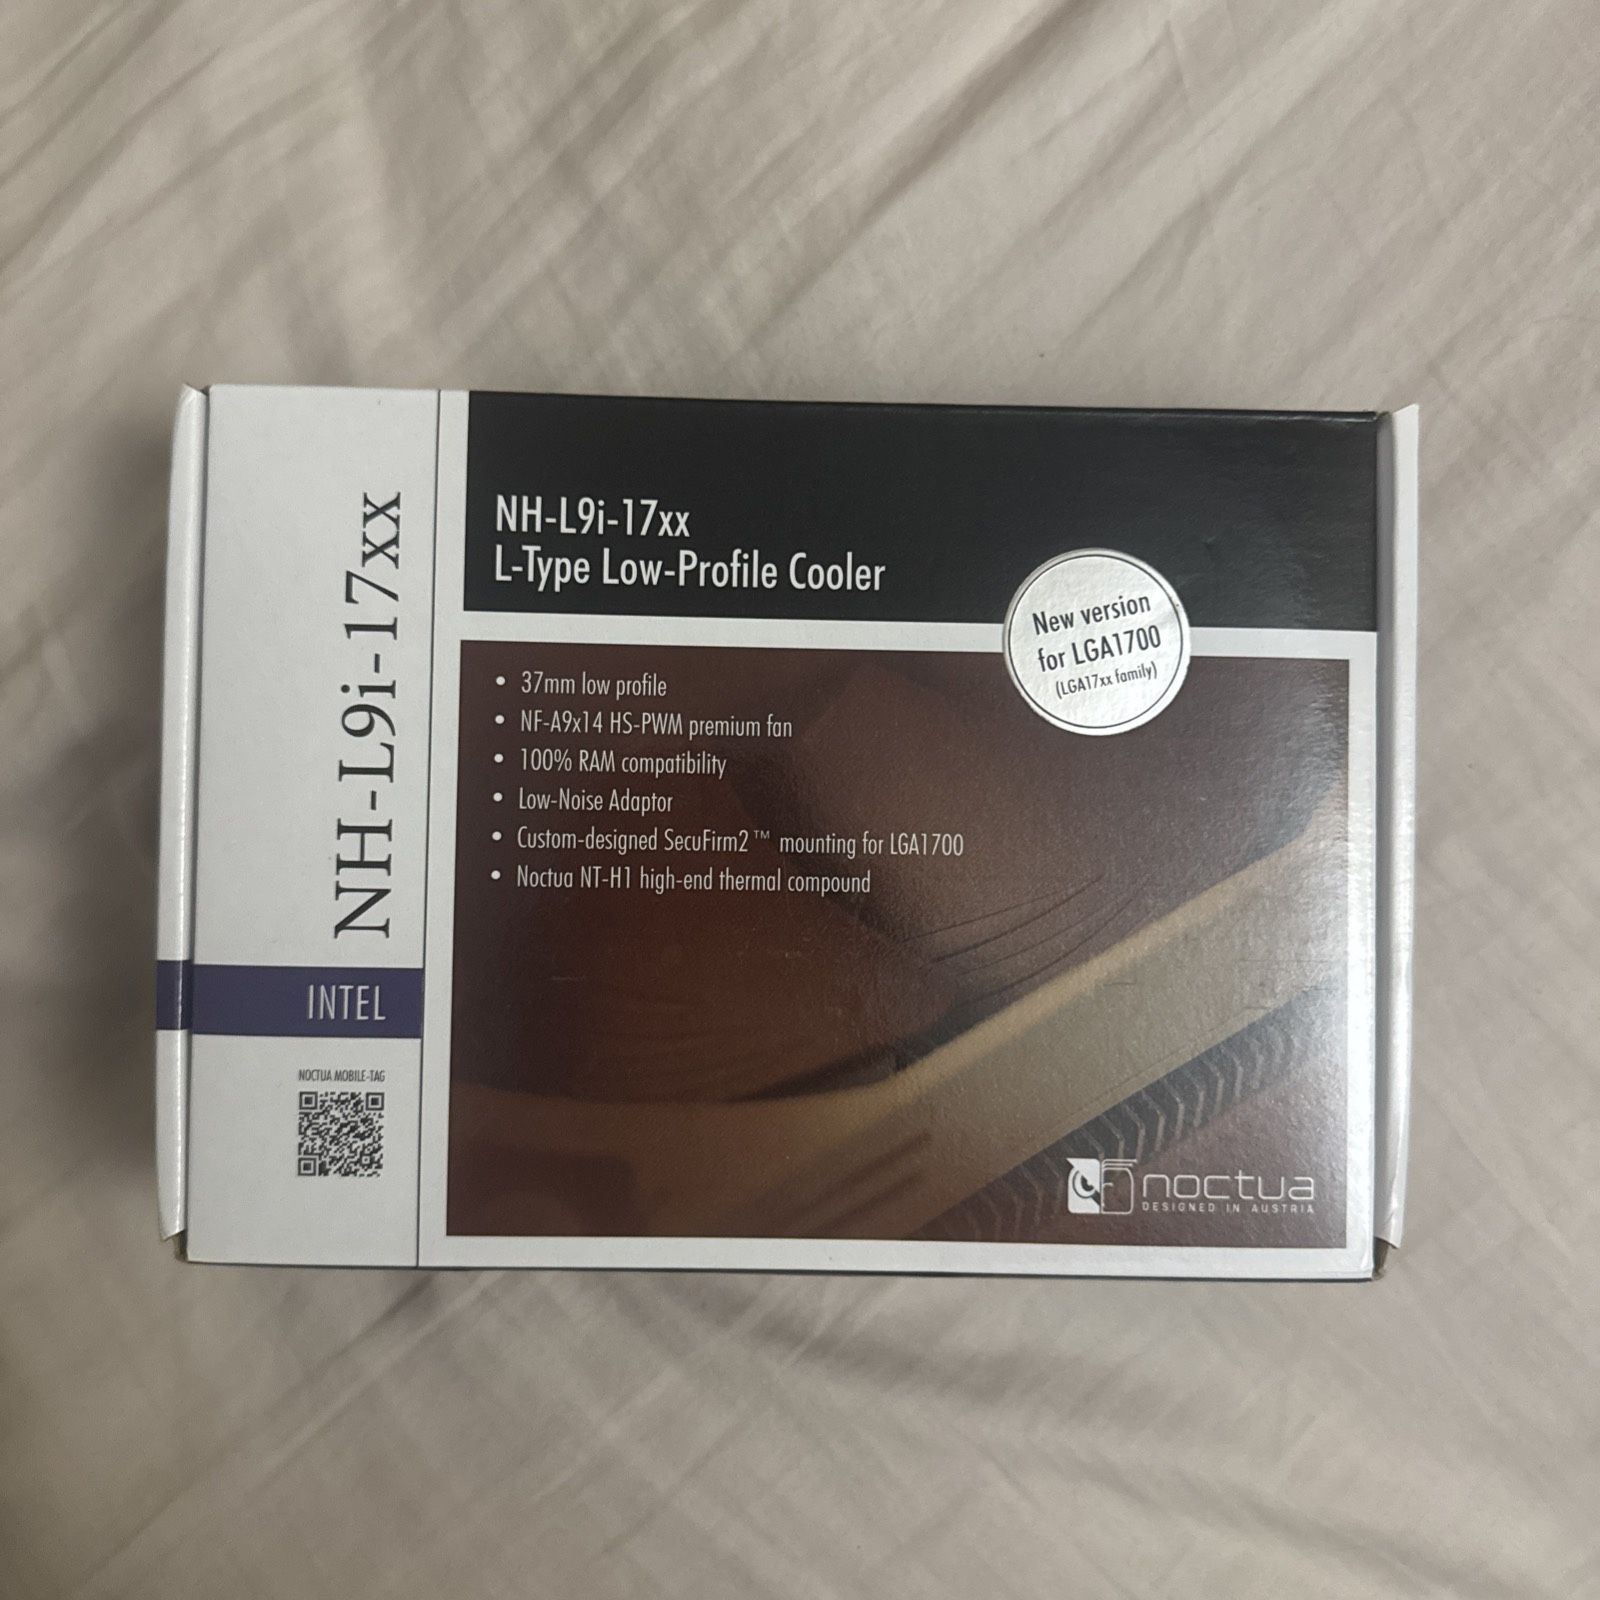 NH-L9i-17xx
INTEL
NOCTUA MOBILE-TAG
NH-L9i-17xx
L-Type Low-Profile Cooler
New version
for LGA1700
(LGA17xx family)
• 37mm low profile
• NF-A9x14 HS-PWM premium fan
• 100% RAM compatibility
• Low-Noise Adaptor
• Custom-designed SecuFirm2™ mounting for LGA1700
• Noctua NT-H1 high-end thermal compound
noctua
DESIGNED IN AUSTRIA